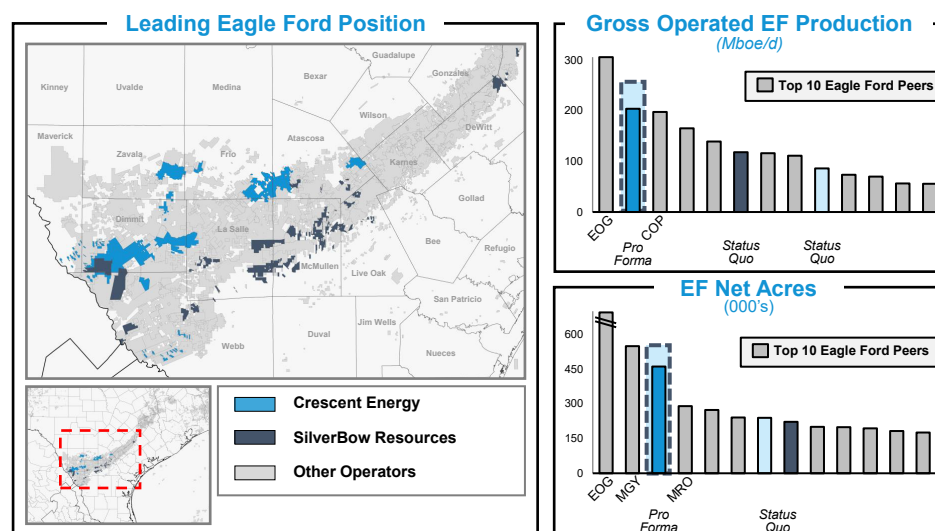 Leading Eagle Ford Position
Kinney
Uvalde
Medina
Bexar
Guadalupe
Gonzales
Wilson
DeWitt
Maverick
Zavala
Frio
Atascosa
Karnes
Goliad
Dimmit
La Salle
McMullen
Live Oak
Bee
Refugio
San Patricio
Webb
Duval
Jim Wells
Nueces
Crescent Energy
SilverBow Resources
Other Operators
Gross Operated EF Production
(Mboe/d)
300
200
100
0
Top 10 Eagle Ford Peers
EOG
Pro
Forma
COP
Status
Quo
Status
Quo
EF Net Acres
(000's)
600
450
300
150
0
Top 10 Eagle Ford Peers
EOG
MGY
Pro
Forma
MRO
Status
Quo